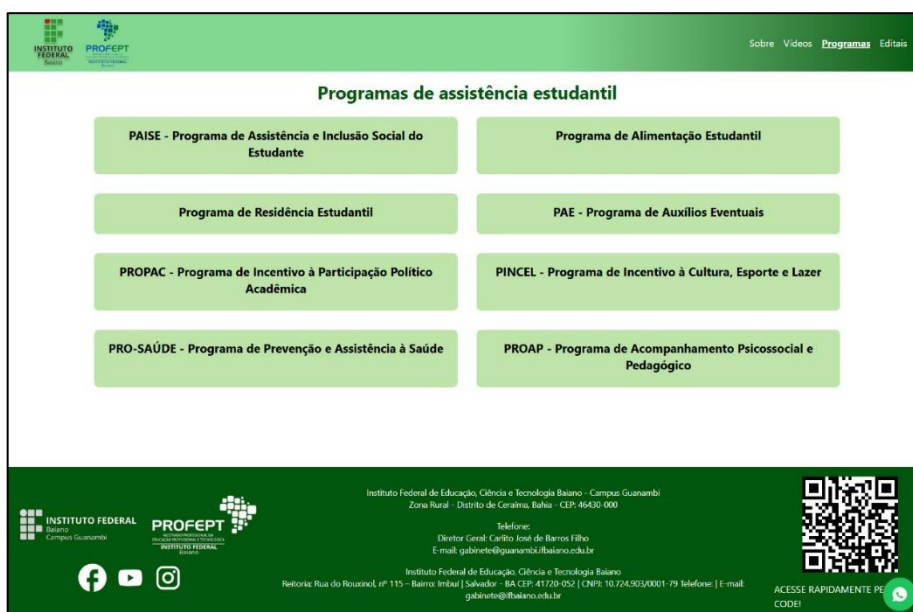 INSTITUTO
FEDERAL
Baiano
PROFEPT
Sobre Vídeos Programas Editais
Programas de assistência estudantil
PAISE - Programa de Assistência e Inclusão Social do
Estudante
Programa de Alimentação Estudantil
Programa de Residência Estudantil
PAE - Programa de Auxílios Eventuais
PROPAC - Programa de Incentivo à Participação Político
Acadêmica
PINCEL - Programa de Incentivo à Cultura, Esporte e Lazer
PRO-SAÚDE - Programa de Prevenção e Assistência à Saúde
PROAP - Programa de Acompanhamento Psicossocial e
Pedagógico
INSTITUTO FEDERAL
Baiano
Campus Guanambi
PROFEPT
INSTITUTO FEDERAL
Baiano
Instituto Federal de Educação, Ciência e Tecnologia Baiano - Campus Guanambi
Zona Rural - Distrito de Ceraíma, Bahia - CEP: 46430-000
Telefone:
Diretor Geral: Carlito José de Barros Filho
E-mail: gabinete@guanambi.ifbaiano.edu.br
Instituto Federal de Educação, Ciência e Tecnologia Baiano
Reitoria: Rua do Rouxinol, nº 115 – Bairro: Imbuí | Salvador - BA CEP: 41720-052 | CNPJ: 10.724.903/0001-79 Telefone: | E-mail:
gabinete@ifbaiano.edu.br
ACESSE RAPIDAMENTE PE
CODE!